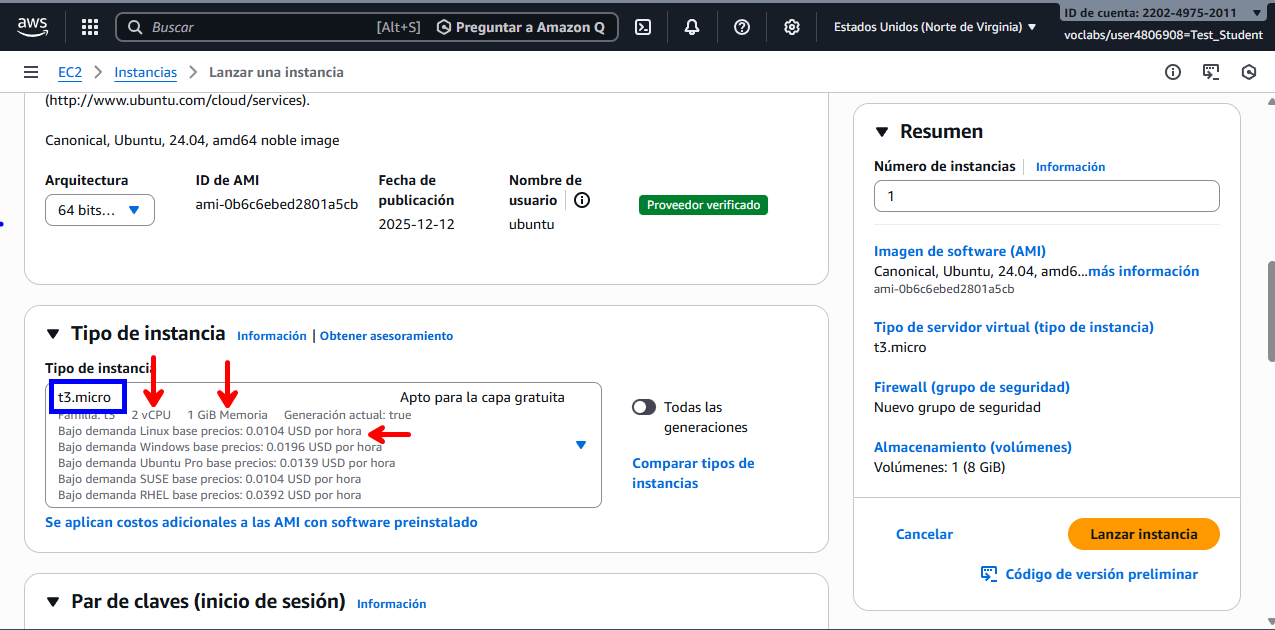 aws
Buscar [Alt+S] Preguntar a Amazon Q
Estados Unidos (Norte de Virginia)
ID de cuenta: 2202-4975-2011
voclabs/user4806908=Test_Student
EC2 Instancias Lanzar una instancia
(http://www.ubuntu.com/cloud/services).
Canonical, Ubuntu, 24.04, amd64 noble image
Arquitectura
64 bits...
ID de AMI
ami-0b6c6ebed2801a5cb
Fecha de
publicación
2025-12-12
Nombre de
usuario
ubuntu
Proveedor verificado
Tipo de instancia Información | Obtener asesoramiento
Tipo de instancia
t3.micro Apto para la capa gratuita
Familia: t3 2 vCPU 1 GiB Memoria Generación actual: true
Bajo demanda Linux base precios: 0.0104 USD por hora
Bajo demanda Windows base precios: 0.0196 USD por hora
Bajo demanda Ubuntu Pro base precios: 0.0139 USD por hora
Bajo demanda SUSE base precios: 0.0104 USD por hora
Bajo demanda RHEL base precios: 0.0392 USD por hora
Todas las
generaciones
Comparar tipos de
instancias
Se aplican costos adicionales a las AMI con software preinstalado
Par de claves (inicio de sesión) Información
Resumen
Número de instancias Información
1
Imagen de software (AMI)
Canonical, Ubuntu, 24.04, amd6...más información
ami-0b6c6ebed2801a5cb
Tipo de servidor virtual (tipo de instancia)
t3.micro
Firewall (grupo de seguridad)
Nuevo grupo de seguridad
Almacenamiento (volúmenes)
Volúmenes: 1 (8 GiB)
Cancelar
Lanzar instancia
Código de versión preliminar